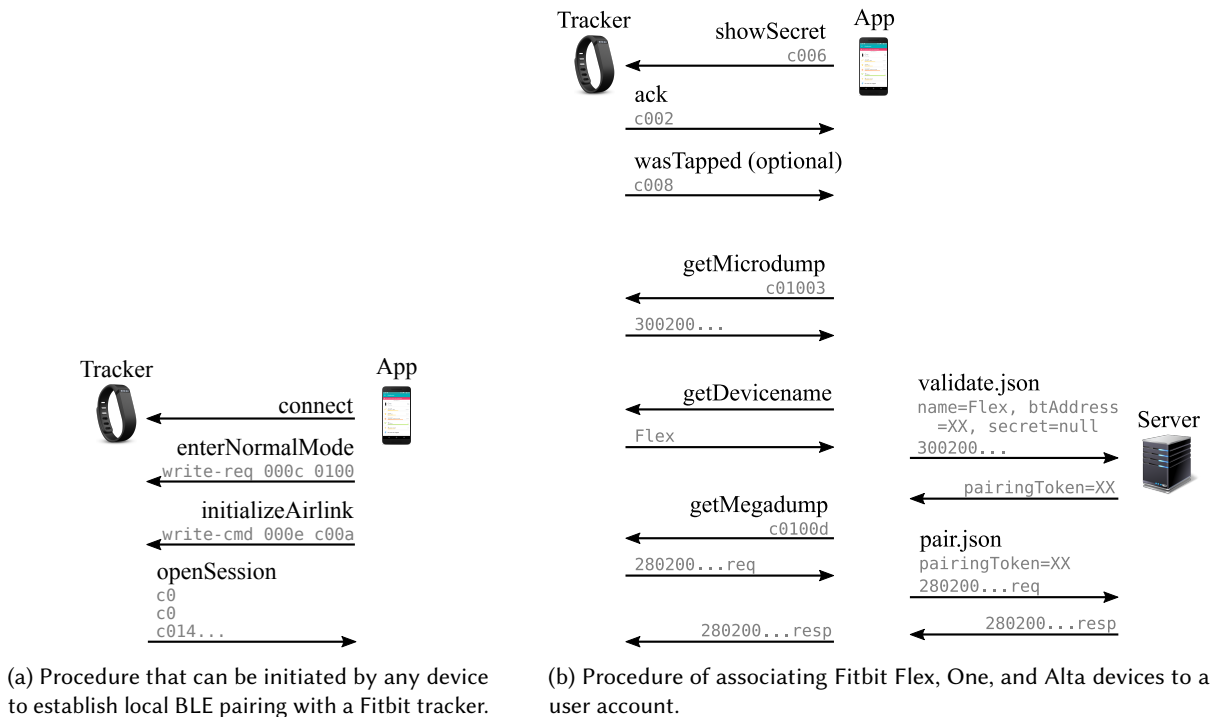 Tracker
App
connect
enterNormalMode
write-req 000c 0100
initializeAirlink
write-cmd 000e c00a
openSession
c0
c0
c014...
(a) Procedure that can be initiated by any device
to establish local BLE pairing with a Fitbit tracker.
Tracker
App
showSecret
c006
ack
c002
wasTapped (optional)
c008
getMicrodump
c01003
300200...
getDevicename
Flex
validate.json
name=Flex, btAddress
=XX, secret=null
300200...
Server
pairingToken=XX
getMegadump
c0100d
280200...req
pair.json
pairingToken=XX
280200...req
280200...resp
280200...resp
(b) Procedure of associating Fitbit Flex, One, and Alta devices to a
user account.